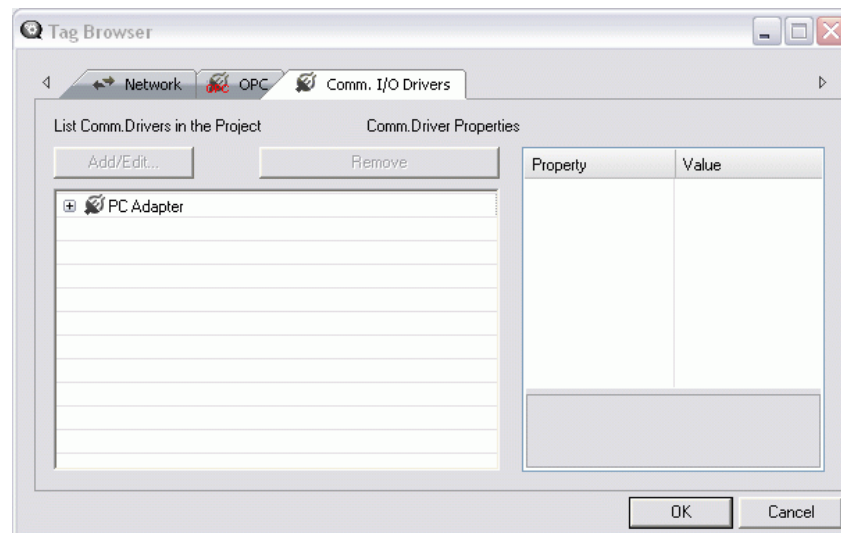 Tag Browser
Network OPC Comm. I/O Drivers
List Comm.Drivers in the Project Comm.Driver Properties
Add/Edit... Remove
Property Value
PC Adapter
OK Cancel